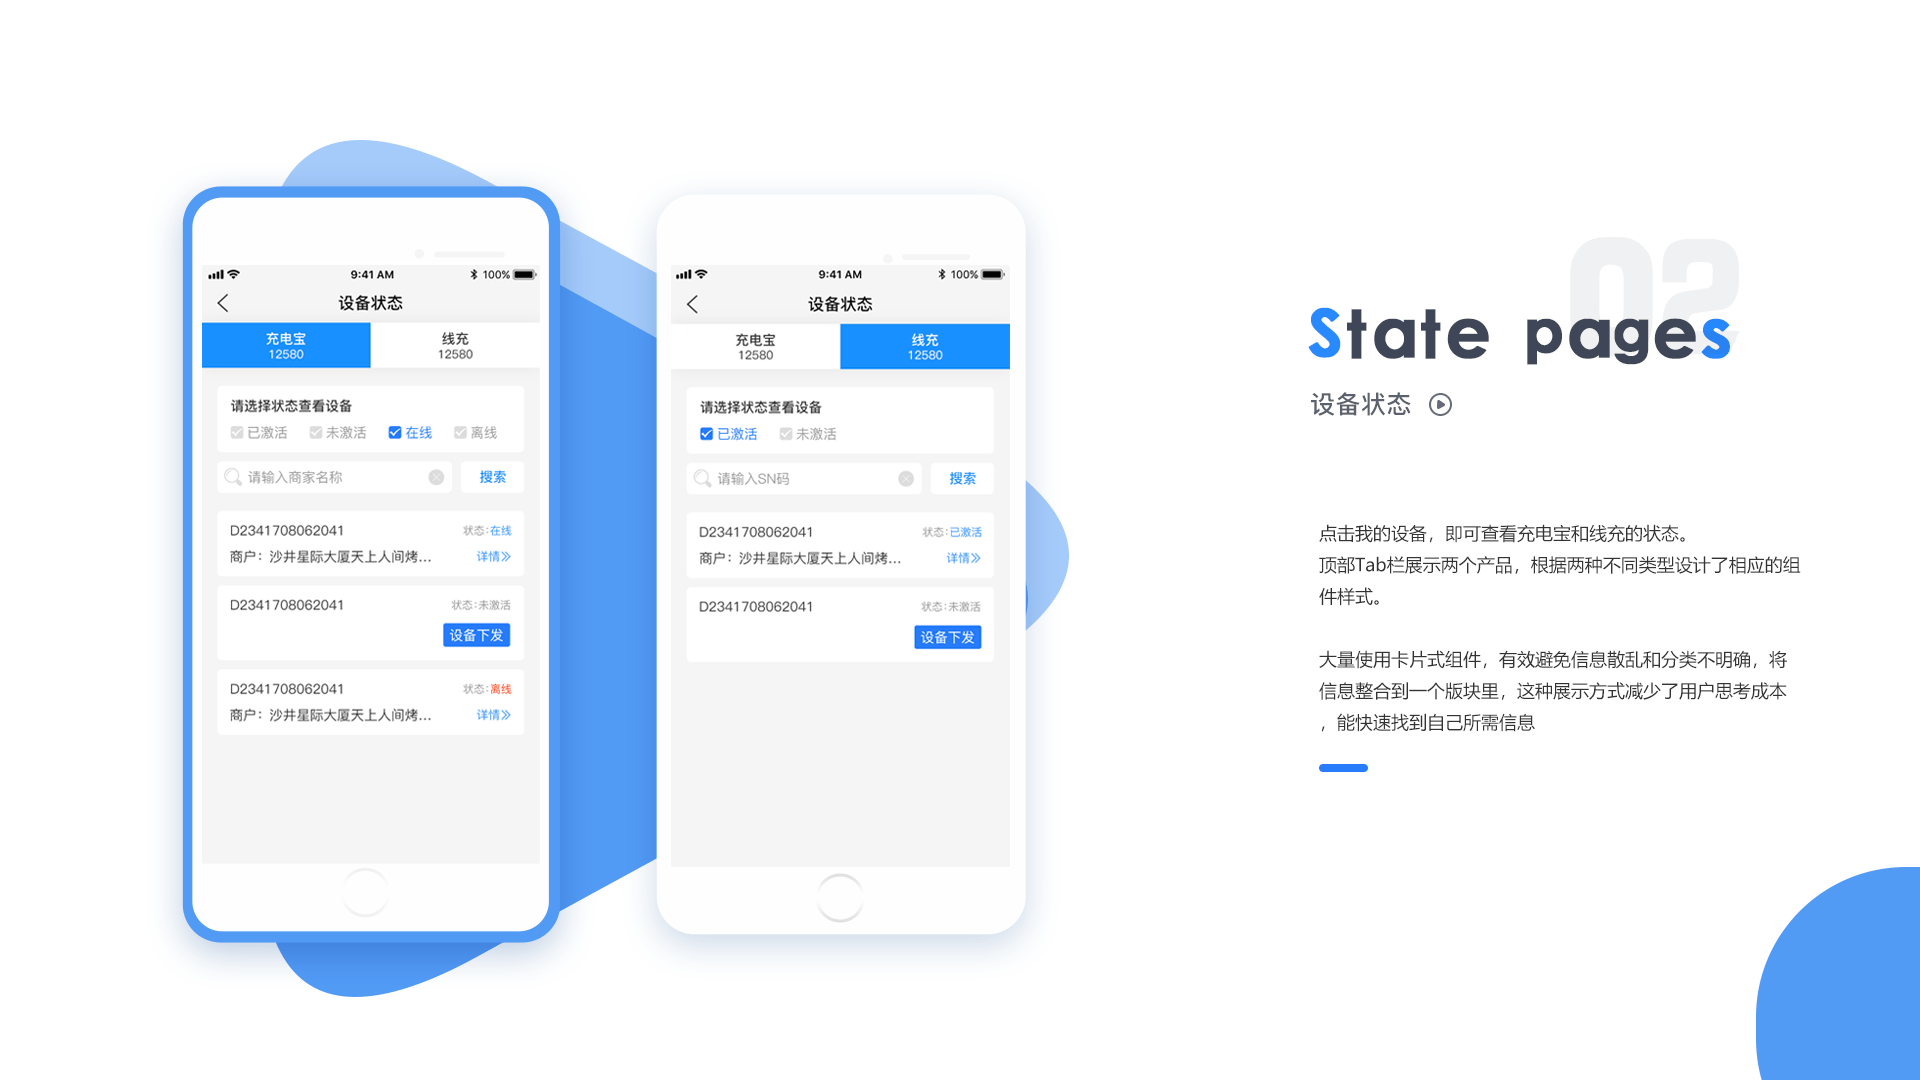 9:41 AM
100%
设备状态
充电宝
12580
线充
12580
请选择状态查看设备
已激活
未激活
在线
离线
请输入商家名称
搜索
D2341708062041
状态:在线
商户：沙井星际大厦天上人间烤...
详情
D2341708062041
状态:未激活
设备下发
D2341708062041
状态:离线
商户：沙井星际大厦天上人间烤...
详情
9:41 AM
100%
设备状态
充电宝
12580
线充
12580
请选择状态查看设备
已激活
未激活
请输入SN码
搜索
D2341708062041
状态:已激活
商户：沙井星际大厦天上人间烤...
详情
D2341708062041
状态:未激活
设备下发
02
State pages
设备状态
点击我的设备，即可查看充电宝和线充的状态。
顶部Tab栏展示两个产品，根据两种不同类型设计了相应的组
件样式。
大量使用卡片式组件，有效避免信息散乱和分类不明确，将
信息整合到一个版块里，这种展示方式减少了用户思考成本
，能快速找到自己所需信息